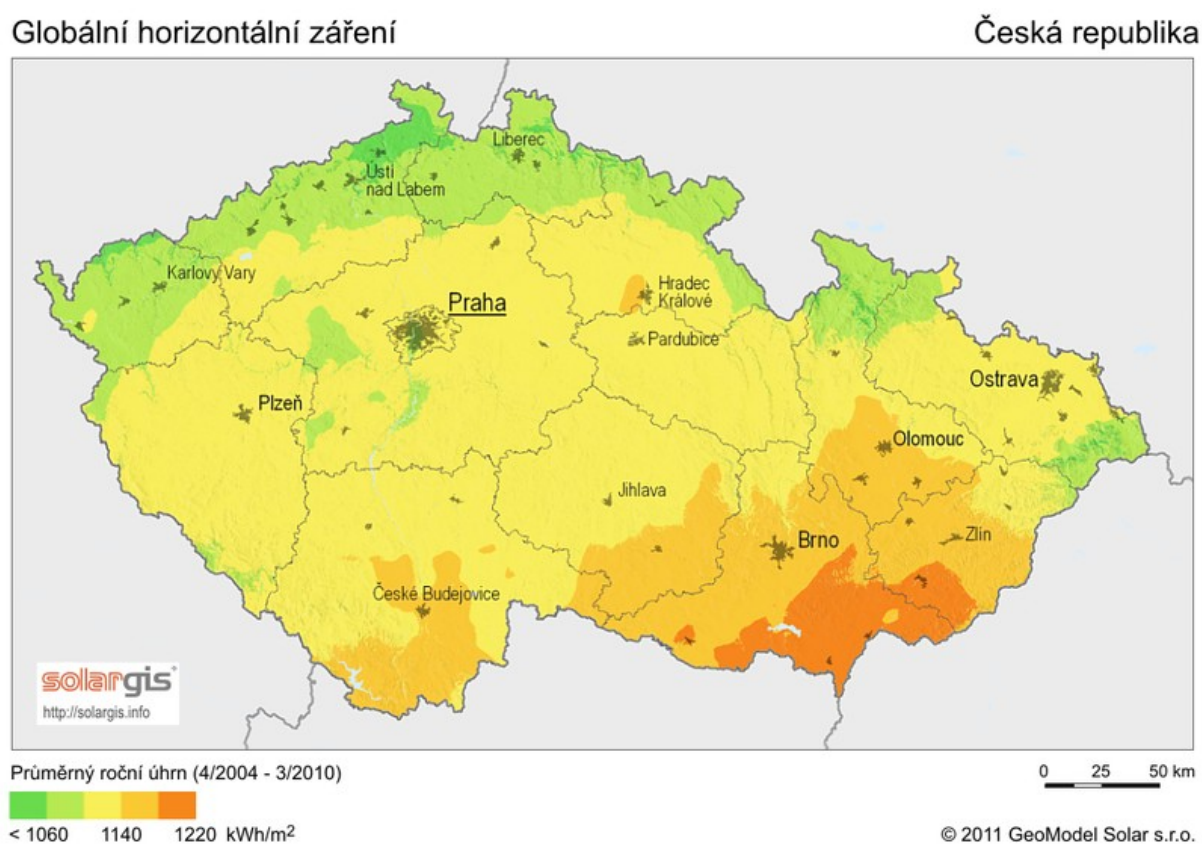 Globální horizontální záření
Česká republika
Liberec
Ústí
nad Labem
Karlovy Vary
Praha
Hradec
Králové
Pardubice
Plzeň
Ostrava
Olomouc
Jihlava
Brno
Zlín
České Budejovice
solargis
http://solargis.info
Průměrný roční úhrn (4/2004 - 3/2010)
0 25 50 km
< 1060 1140 1220 kWh/m²
© 2011 GeoModel Solar s.r.o.